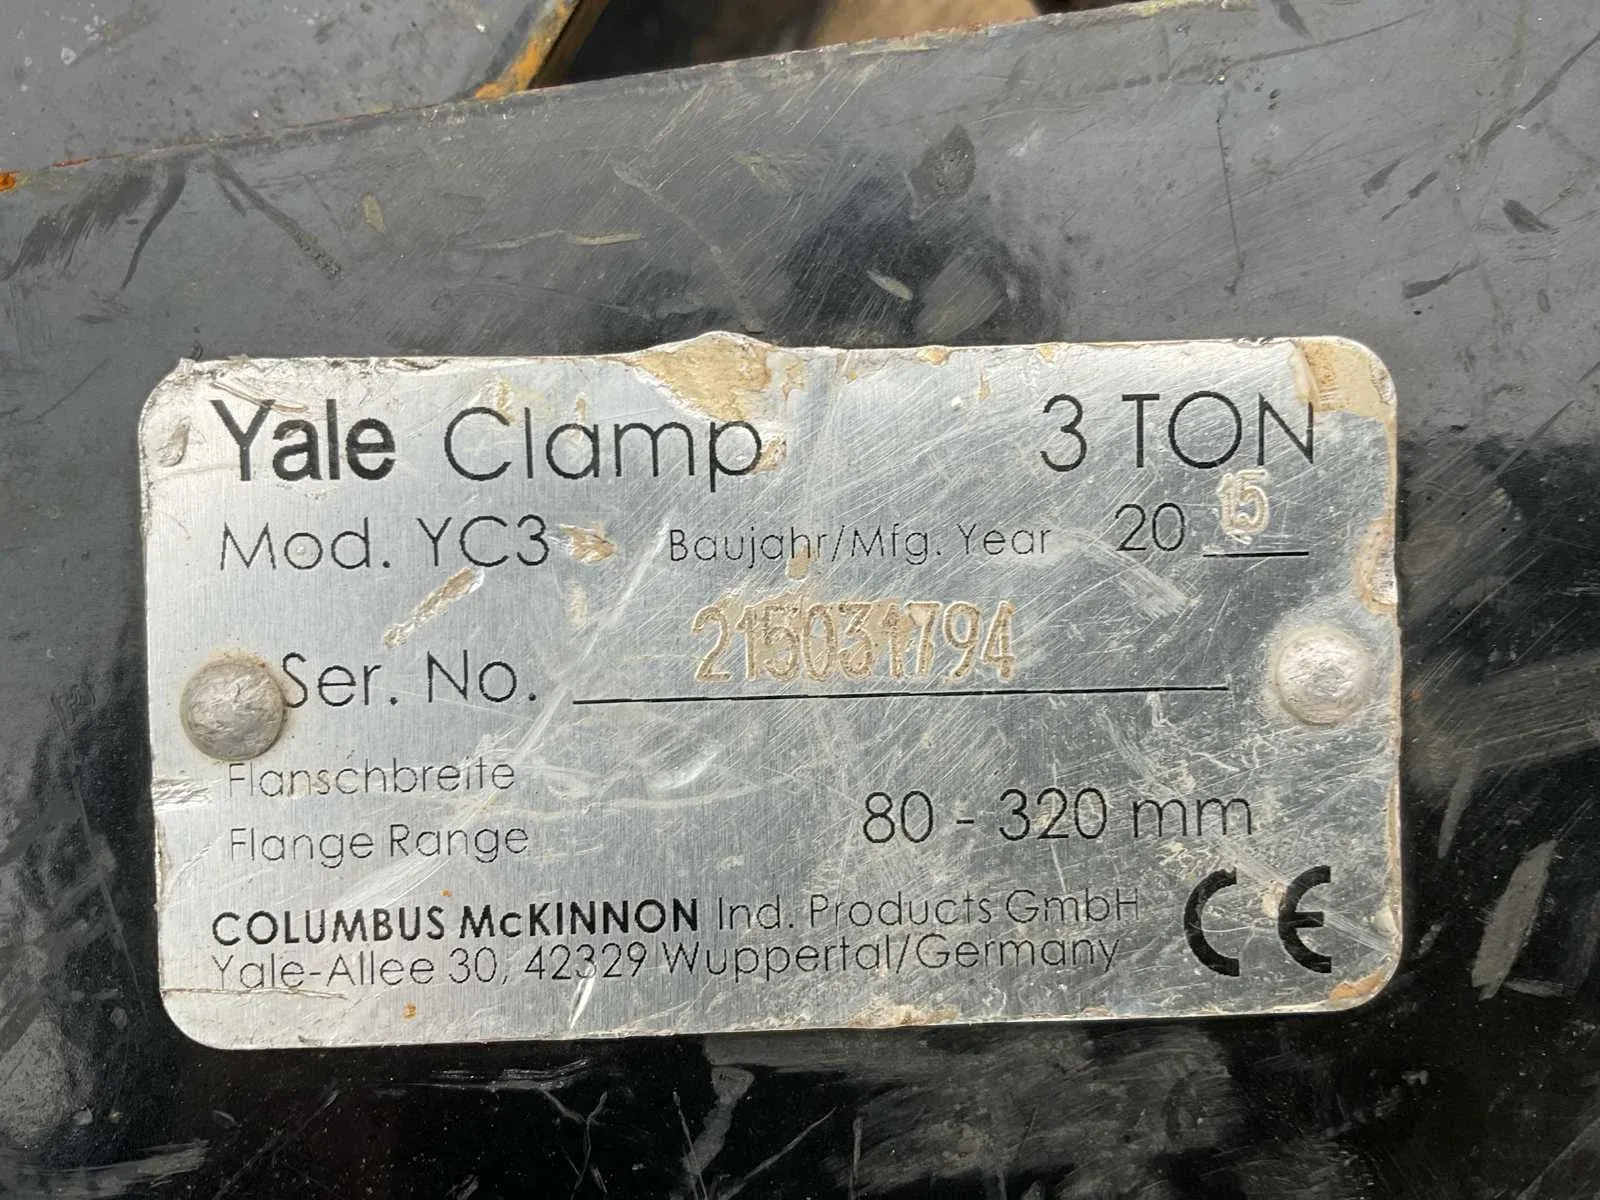 Yale Clamp 3 TON
Mod. YC3 Baujahr/Mfg. Year 20 15
Ser. No. 215031794
Flanschbreite
Flange Range 80 - 320 mm
COLUMBUS McKINNON Ind. Products GmbH
Yale-Allee 30, 42329 Wuppertal/Germany
CE